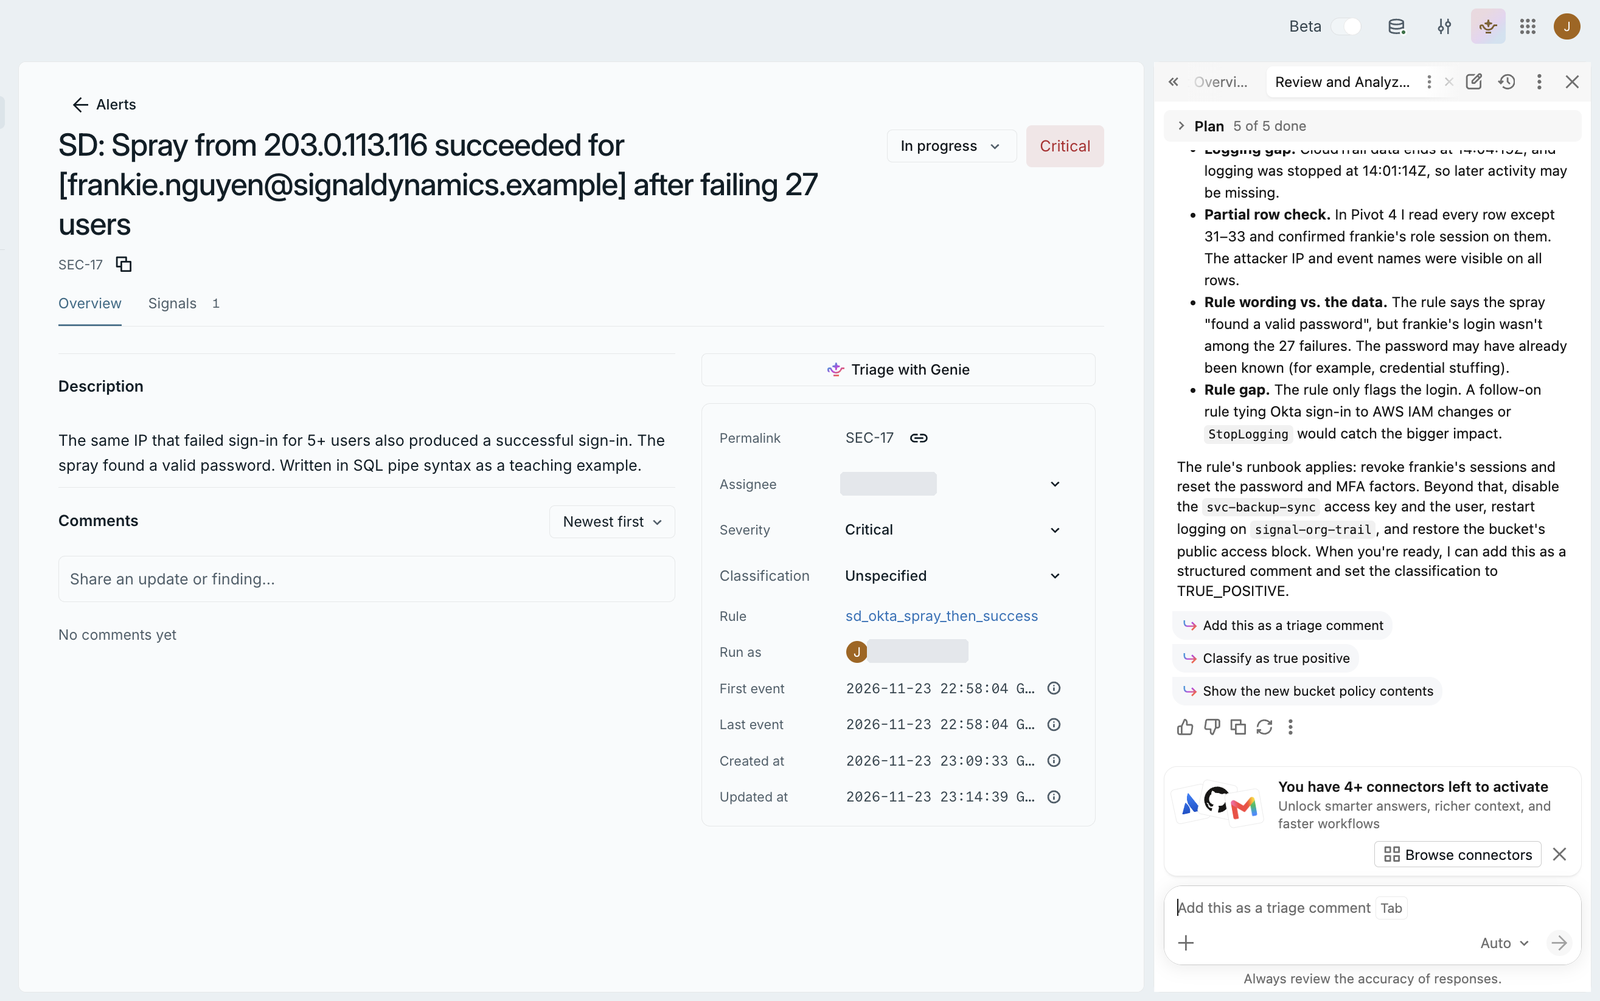 Beta
J
Alerts
SD: Spray from 203.0.113.116 succeeded for
[frankie.nguyen@signaldynamics.example] after failing 27
users
In progress
Critical
SEC-17
Overview
Signals 1
Description
The same IP that failed sign-in for 5+ users also produced a successful sign-in. The
spray found a valid password. Written in SQL pipe syntax as a teaching example.
Comments
Newest first
Share an update or finding...
No comments yet
Triage with Genie
Permalink SEC-17
Assignee
Severity Critical
Classification Unspecified
Rule sd_okta_spray_then_success
Run as J
First event 2026-11-23 22:58:04 G...
Last event 2026-11-23 22:58:04 G...
Created at 2026-11-23 23:09:33 G...
Updated at 2026-11-23 23:14:39 G...
Overvi...
Review and Analyz...
Plan 5 of 5 done
Logging gap. CloudTrail data ends at 14:04:19Z, and
logging was stopped at 14:01:14Z, so later activity may
be missing.
Partial row check. In Pivot 4 I read every row except
31–33 and confirmed frankie's role session on them.
The attacker IP and event names were visible on all
rows.
Rule wording vs. the data. The rule says the spray
"found a valid password", but frankie's login wasn't
among the 27 failures. The password may have already
been known (for example, credential stuffing).
Rule gap. The rule only flags the login. A follow-on
rule tying Okta sign-in to AWS IAM changes or
StopLogging would catch the bigger impact.
The rule's runbook applies: revoke frankie's sessions and
reset the password and MFA factors. Beyond that, disable
the svc-backup-sync access key and the user, restart
logging on signal-org-trail, and restore the bucket's
public access block. When you're ready, I can add this as a
structured comment and set the classification to
TRUE_POSITIVE.
Add this as a triage comment
Classify as true positive
Show the new bucket policy contents
You have 4+ connectors left to activate
Unlock smarter answers, richer context, and
faster workflows
Browse connectors
Add this as a triage comment Tab
Auto
Always review the accuracy of responses.